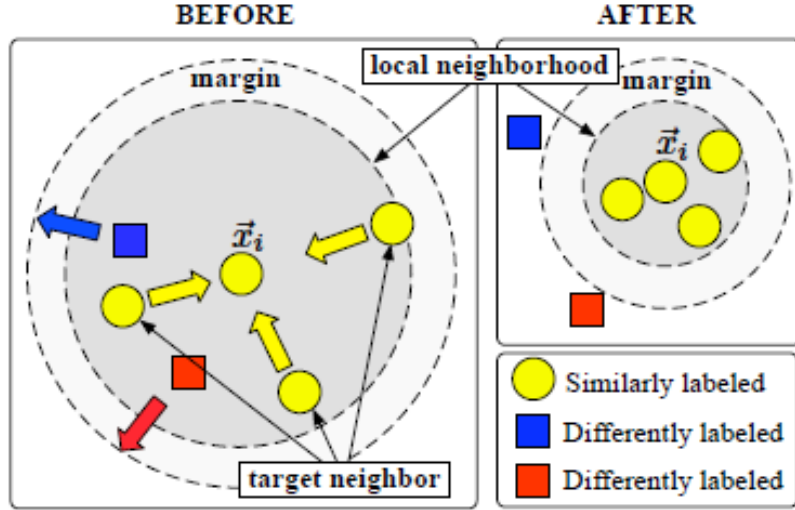 BEFORE
AFTER
local neighborhood
margin
margin
x⃗ᵢ
x⃗ᵢ
target neighbor
Similarly labeled
Differently labeled
Differently labeled